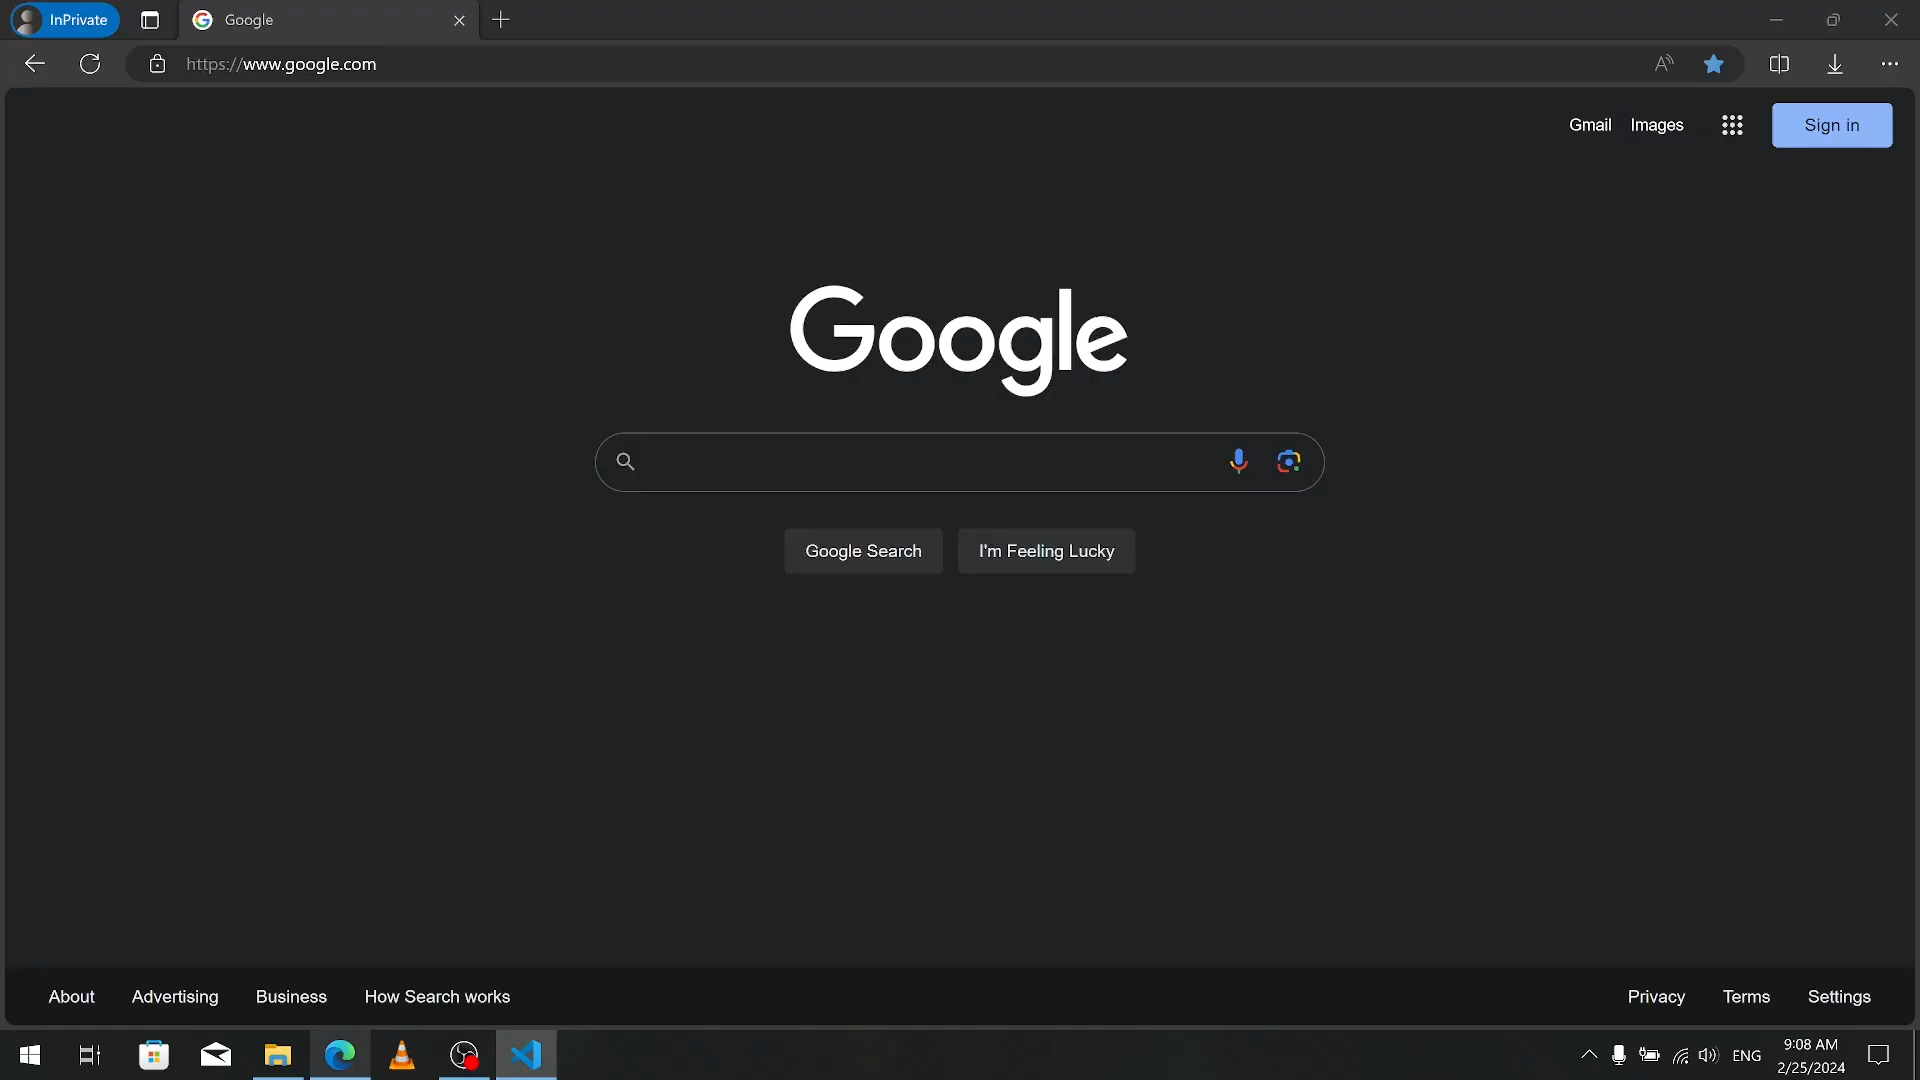 InPrivate
Google
https://www.google.com
Gmail Images Sign in
Google
Google Search I'm Feeling Lucky
About Advertising Business How Search works Privacy Terms Settings
ENG
9:08 AM
2/25/2024